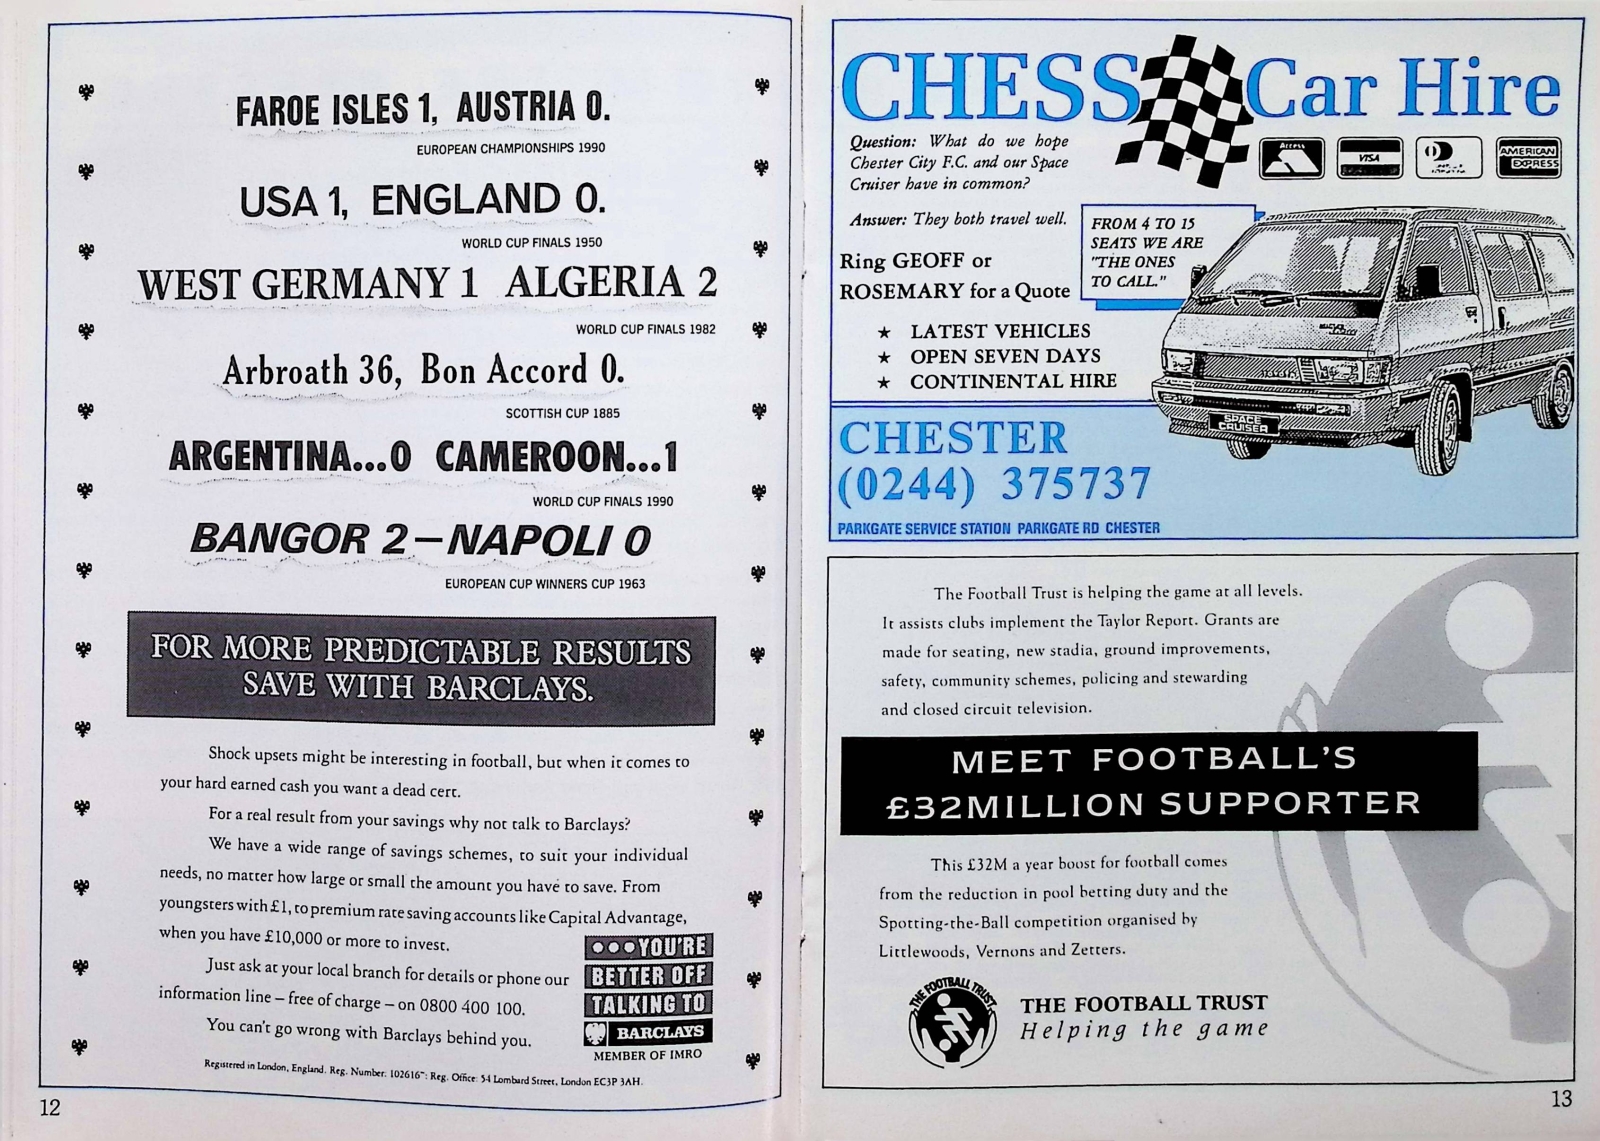 FAROE ISLES 1, AUSTRIA 0.
EUROPEAN CHAMPIONSHIPS 1990
USA 1, ENGLAND 0.
WORLD CUP FINALS 1950
WEST GERMANY 1 ALGERIA 2
WORLD CUP FINALS 1982
Arbroath 36, Bon Accord 0.
SCOTTISH CUP 1885
ARGENTINA...0 CAMEROON...1
WORLD CUP FINALS 1990
BANGOR 2–NAPOLI 0
EUROPEAN CUP WINNERS CUP 1963
FOR MORE PREDICTABLE RESULTS
SAVE WITH BARCLAYS.
Shock upsets might be interesting in football, but when it comes to
your hard earned cash you want a dead cert.
For a real result from your savings why not talk to Barclays?
We have a wide range of savings schemes, to suit your individual
needs, no matter how large or small the amount you have to save. From
youngsters with £1, to premium rate saving accounts like Capital Advantage,
when you have £10,000 or more to invest.
Just ask at your local branch for details or phone our
information line – free of charge – on 0800 400 100.
You can't go wrong with Barclays behind you.
YOU'RE
BETTER OFF
TALKING TO
BARCLAYS
MEMBER OF IMRO
Registered in London, England. Reg. Number: Reg. Office: 54 Lombard Street, London EC3P 3AH.
12
CHESS Car Hire
Question: What do we hope
Chester City F.C. and our Space
Cruiser have in common?
Answer: They both travel well.
Access
VISA
AMERICAN
EXPRESS
Ring GEOFF or
ROSEMARY for a Quote
FROM 4 TO 15
SEATS WE ARE
"THE ONES
TO CALL."
★ LATEST VEHICLES
★ OPEN SEVEN DAYS
★ CONTINENTAL HIRE
SPACE
CRUISER
CHESTER
(0244) 375737
PARKGATE SERVICE STATION PARKGATE RD CHESTER
The Football Trust is helping the game at all levels.
It assists clubs implement the Taylor Report. Grants are
made for seating, new stadia, ground improvements,
safety, community schemes, policing and stewarding
and closed circuit television.
MEET FOOTBALL'S
£32MILLION SUPPORTER
This £32M a year boost for football comes
from the reduction in pool betting duty and the
Spotting-the-Ball competition organised by
Littlewoods, Vernons and Zetters.
THE FOOTBALL TRUST
THE FOOTBALL TRUST
Helping the game
13